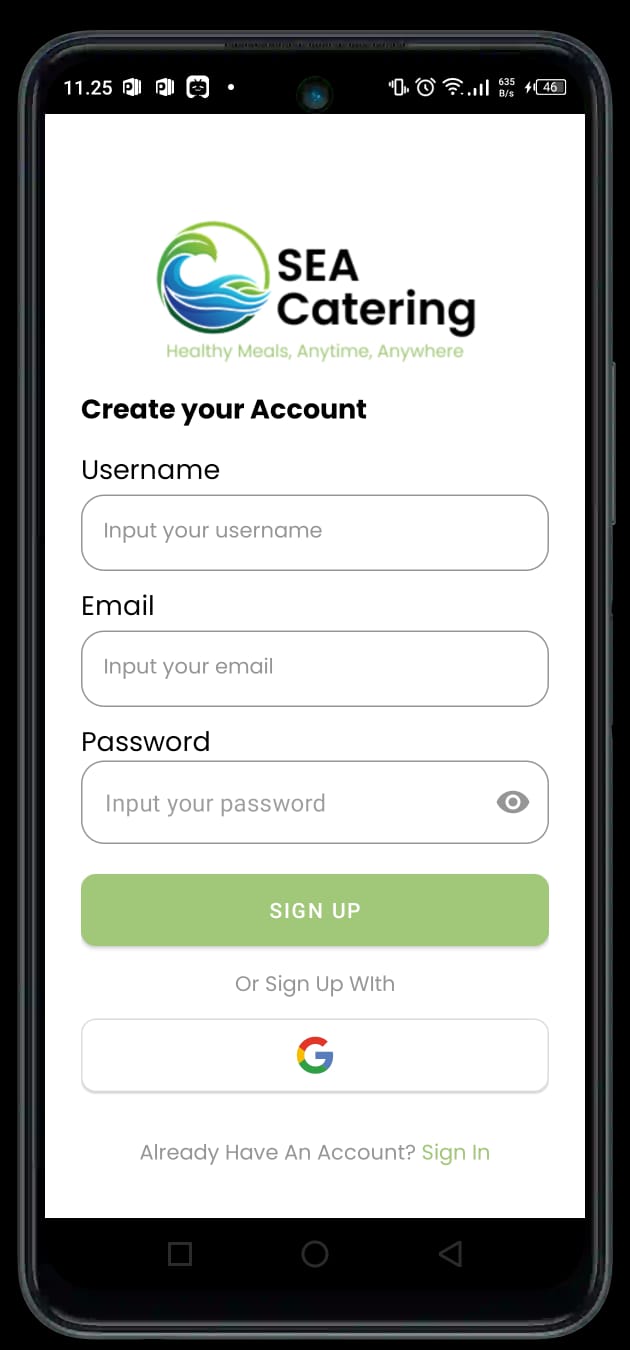 11.25 635 B/s 46
SEA
Catering
Healthy Meals, Anytime, Anywhere
Create your Account
Username
Input your username
Email
Input your email
Password
Input your password
SIGN UP
Or Sign Up WIth
Already Have An Account? Sign In